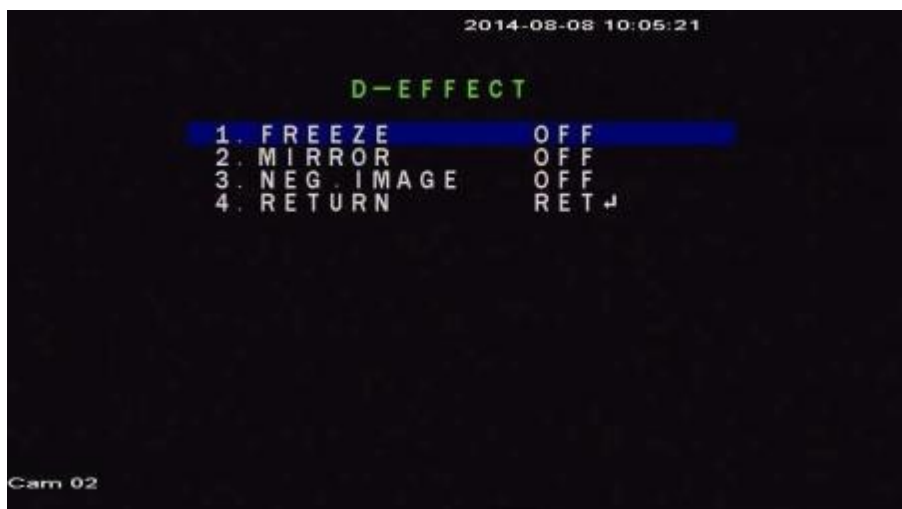 2014-08-08 10:05:21
D-EFFECT
1. FREEZE OFF
2. MIRROR OFF
3. NEG.IMAGE OFF
4. RETURN RET↵
Cam 02